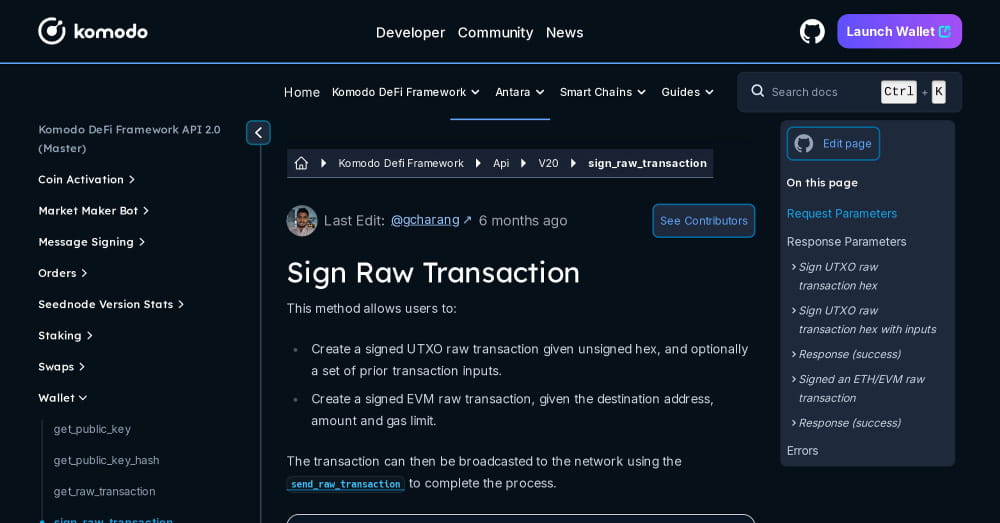 komodo
Developer Community News
Launch Wallet
Home Komodo DeFi Framework Antara Smart Chains Guides
Search docs Ctrl + K
Komodo DeFi Framework API 2.0
(Master)
Coin Activation
Market Maker Bot
Message Signing
Orders
Seednode Version Stats
Staking
Swaps
Wallet
get_public_key
get_public_key_hash
get_raw_transaction
sign_raw_transaction
Komodo Defi Framework Api V20 sign_raw_transaction
Last Edit: @gcharang ↗ 6 months ago
See Contributors
Sign Raw Transaction
This method allows users to:
• Create a signed UTXO raw transaction given unsigned hex, and optionally
a set of prior transaction inputs.
• Create a signed EVM raw transaction, given the destination address,
amount and gas limit.
The transaction can then be broadcasted to the network using the
send_raw_transaction to complete the process.
Edit page
On this page
Request Parameters
Response Parameters
Sign UTXO raw
transaction hex
Sign UTXO raw
transaction hex with inputs
Response (success)
Signed an ETH/EVM raw
transaction
Response (success)
Errors